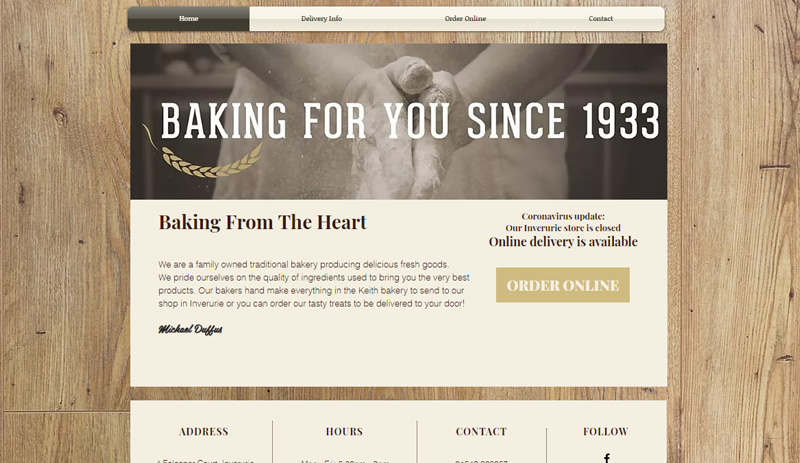 Home
Delivery Info
Order Online
Contact
BAKING FOR YOU SINCE 1933
Baking From The Heart
We are a family owned traditional bakery producing delicious fresh goods.
We pride ourselves on the quality of ingredients used to bring you the very best
products. Our bakers hand make everything in the Keith bakery to send to our
shop in Inverurie or you can order our tasty treats to be delivered to your door!
Michael Duffus
Coronavirus update:
Our Inverurie store is closed
Online delivery is available
ORDER ONLINE
ADDRESS
HOURS
CONTACT
FOLLOW